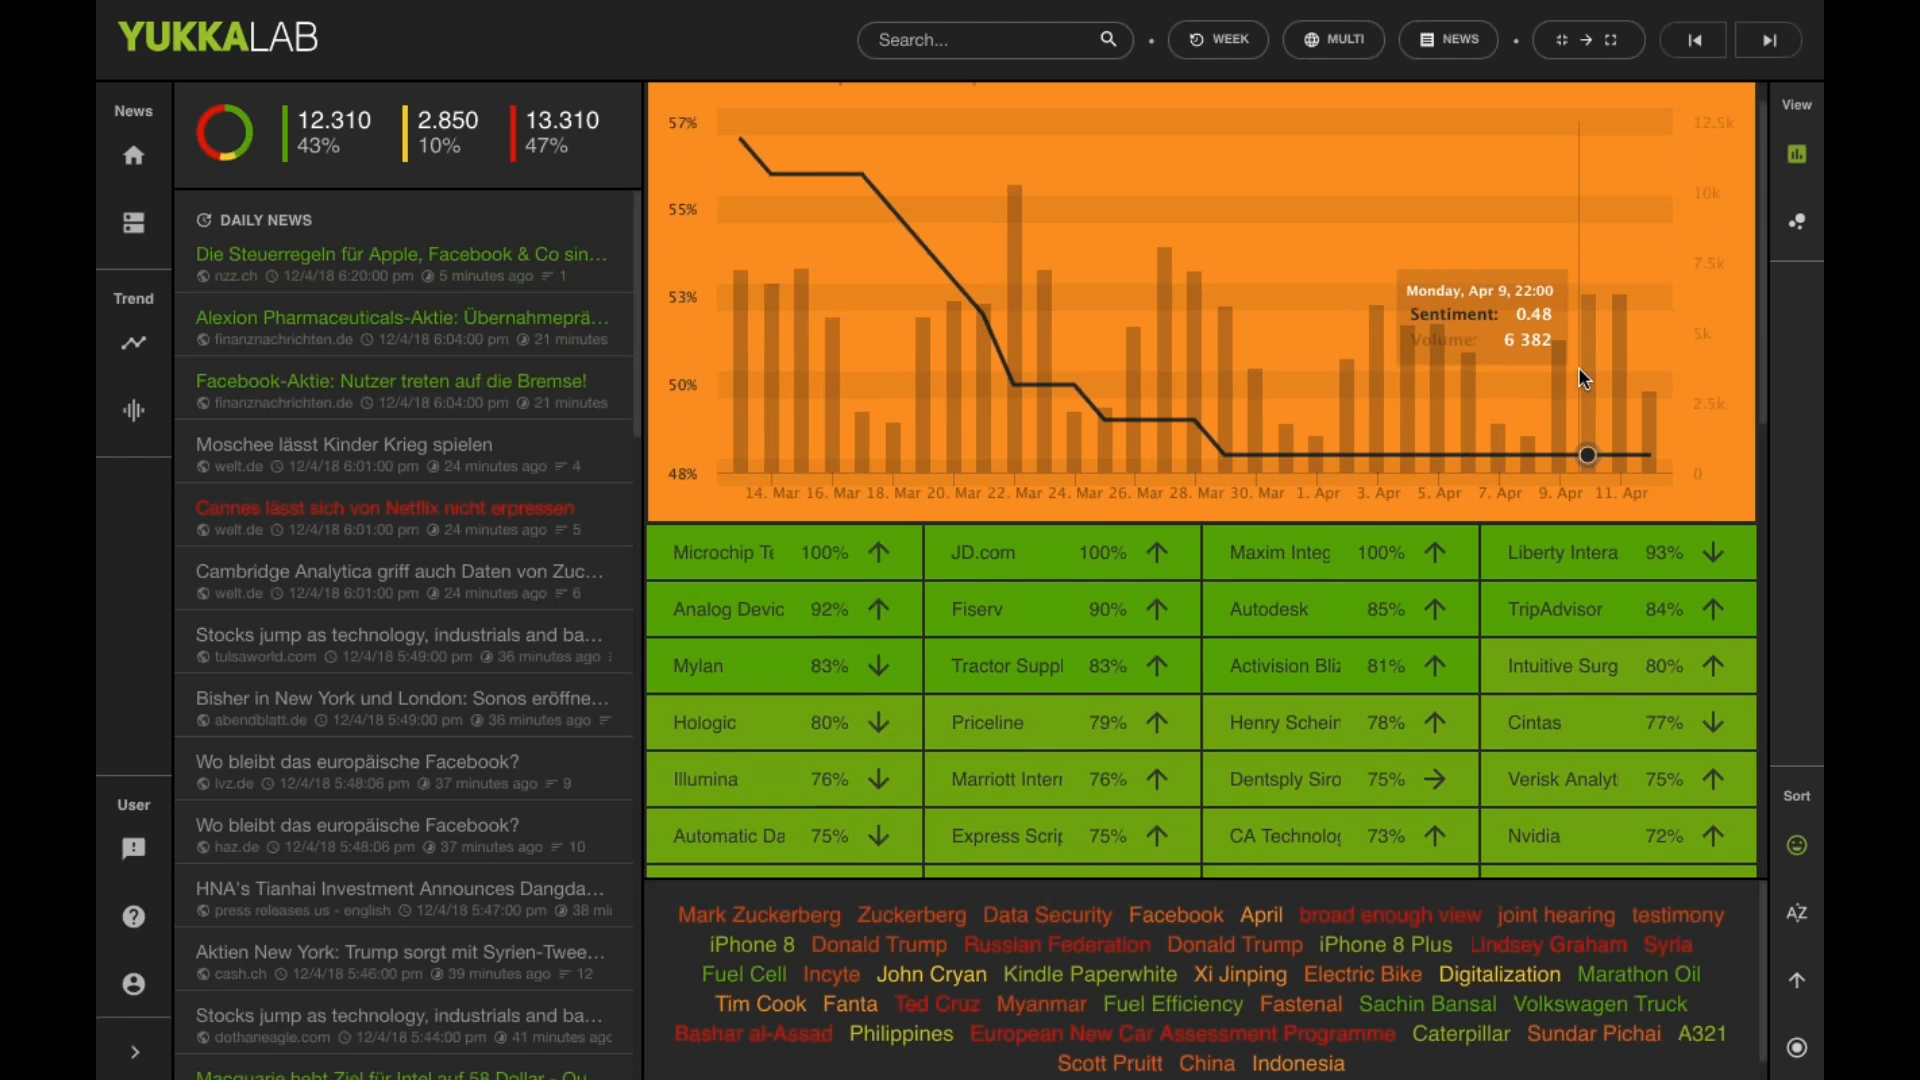 YUKKALAB
Search...
WEEK
MULTI
NEWS
News
Trend
User
12.310
43%
2.850
10%
13.310
47%
DAILY NEWS
Die Steuerregeln für Apple, Facebook & Co sin...
nzz.ch 12/4/18 6:20:00 pm 5 minutes ago 1
Alexion Pharmaceuticals-Aktie: Übernahmeprä...
finanznachrichten.de 12/4/18 6:04:00 pm 21 minutes
Facebook-Aktie: Nutzer treten auf die Bremse!
finanznachrichten.de 12/4/18 6:04:00 pm 21 minutes
Moschee lässt Kinder Krieg spielen
welt.de 12/4/18 6:01:00 pm 24 minutes ago 4
Cannes lässt sich von Netflix nicht erpressen
welt.de 12/4/18 6:01:00 pm 24 minutes ago 5
Cambridge Analytica griff auch Daten von Zuc...
welt.de 12/4/18 6:01:00 pm 24 minutes ago 6
Stocks jump as technology, industrials and ba...
tulsaworld.com 12/4/18 5:49:00 pm 36 minutes ago
Bisher in New York und London: Sonos eröffne...
abendblatt.de 12/4/18 5:49:00 pm 36 minutes ago
Wo bleibt das europäische Facebook?
lvz.de 12/4/18 5:48:06 pm 37 minutes ago 9
Wo bleibt das europäische Facebook?
haz.de 12/4/18 5:48:06 pm 37 minutes ago 10
HNA's Tianhai Investment Announces Dangda...
press releases us - english 12/4/18 5:47:00 pm 38 mi
Aktien New York: Trump sorgt mit Syrien-Twee...
cash.ch 12/4/18 5:46:00 pm 39 minutes ago 12
Stocks jump as technology, industrials and ba...
dothaneagle.com 12/4/18 5:44:00 pm 41 minutes ago
Macquarie hebt Ziel für Intel auf 58 Dollar - Ou
57%
55%
53%
50%
48%
12.5k
10k
7.5k
5k
2.5k
0
Monday, Apr 9, 22:00
Sentiment: 0.48
Volume: 6 382
14. Mar 16. Mar 18. Mar 20. Mar 22. Mar 24. Mar 26. Mar 28. Mar 30. Mar 1. Apr 3. Apr 5. Apr 7. Apr 9. Apr 11. Apr
Microchip Te 100% JD.com 100% Maxim Integ 100% Liberty Intera 93%
Analog Devic 92% Fiserv 90% Autodesk 85% TripAdvisor 84%
Mylan 83% Tractor Suppl 83% Activision Bliz 81% Intuitive Surg 80%
Hologic 80% Priceline 79% Henry Schein 78% Cintas 77%
Illumina 76% Marriott Intern 76% Dentsply Siro 75% Verisk Analyt 75%
Automatic Da 75% Express Scrip 75% CA Technolog 73% Nvidia 72%
Mark Zuckerberg Zuckerberg Data Security Facebook April broad enough view joint hearing testimony
iPhone 8 Donald Trump Russian Federation Donald Trump iPhone 8 Plus Lindsey Graham Syria
Fuel Cell Incyte John Cryan Kindle Paperwhite Xi Jinping Electric Bike Digitalization Marathon Oil
Tim Cook Fanta Ted Cruz Myanmar Fuel Efficiency Fastenal Sachin Bansal Volkswagen Truck
Bashar al-Assad Philippines European New Car Assessment Programme Caterpillar Sundar Pichai A321
Scott Pruitt China Indonesia
View
Sort
AZ